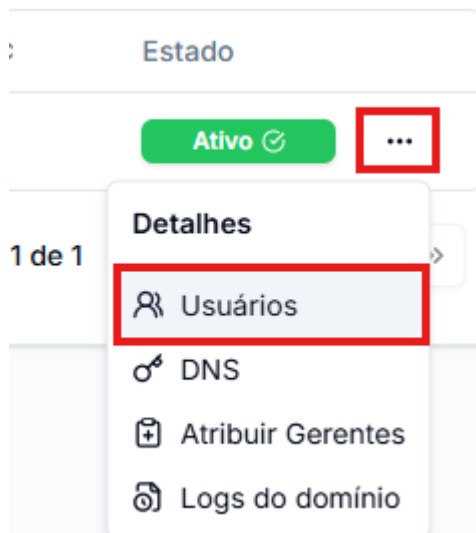 Estado
Ativo
Detalhes
1 de 1
Usuários
DNS
Atribuir Gerentes
Logs do domínio